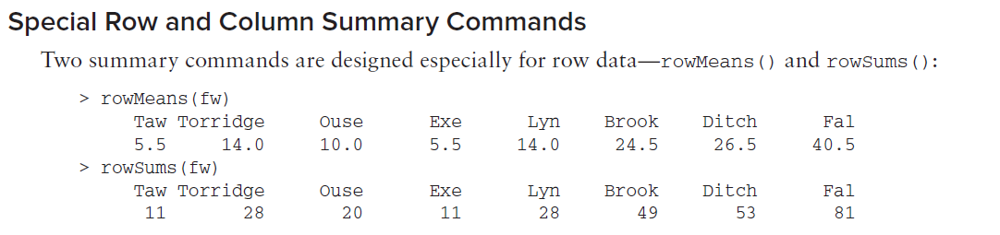 Special Row and Column Summary Commands
Two summary commands are designed especially for row data—rowMeans() and rowSums():
> rowMeans(fw)
Taw Torridge Ouse Exe Lyn Brook Ditch Fal
5.5 14.0 10.0 5.5 14.0 24.5 26.5 40.5
> rowSums(fw)
Taw Torridge Ouse Exe Lyn Brook Ditch Fal
11 28 20 11 28 49 53 81